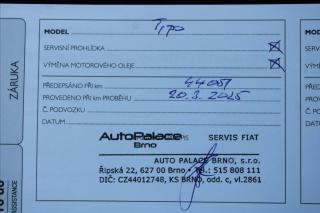 MODEL Tipo
SERVISNÍ PROHLÍDKA
VÝMĚNA MOTOROVÉHO OLEJE
PŘEDEPSÁNO PŘI km 44051
PROVEDENO PŘI km PROBĚHU 20.3.2025
Č. PODVOZKU
DATUM
AutoPalace SERVIS FIAT
Brno
AUTO PALACE BRNO, s.r.o.
Řipská 22, 627 00 Brno • Tel.: 515 808 111
DIČ: CZ44012748, KS BRNO, odd. c, vl.2861
ZÁRUKA